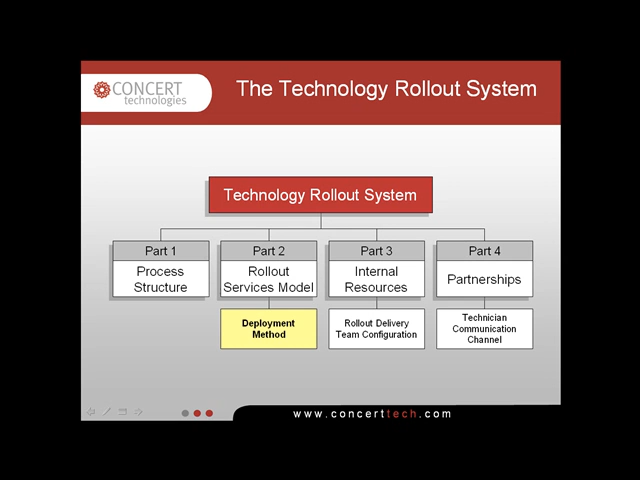 CONCERT
technologies
The Technology Rollout System
Technology Rollout System
Part 1
Process
Structure
Part 2
Rollout
Services Model
Deployment
Method
Part 3
Internal
Resources
Rollout Delivery
Team Configuration
Part 4
Partnerships
Technician
Communication
Channel
www.concerttech.com